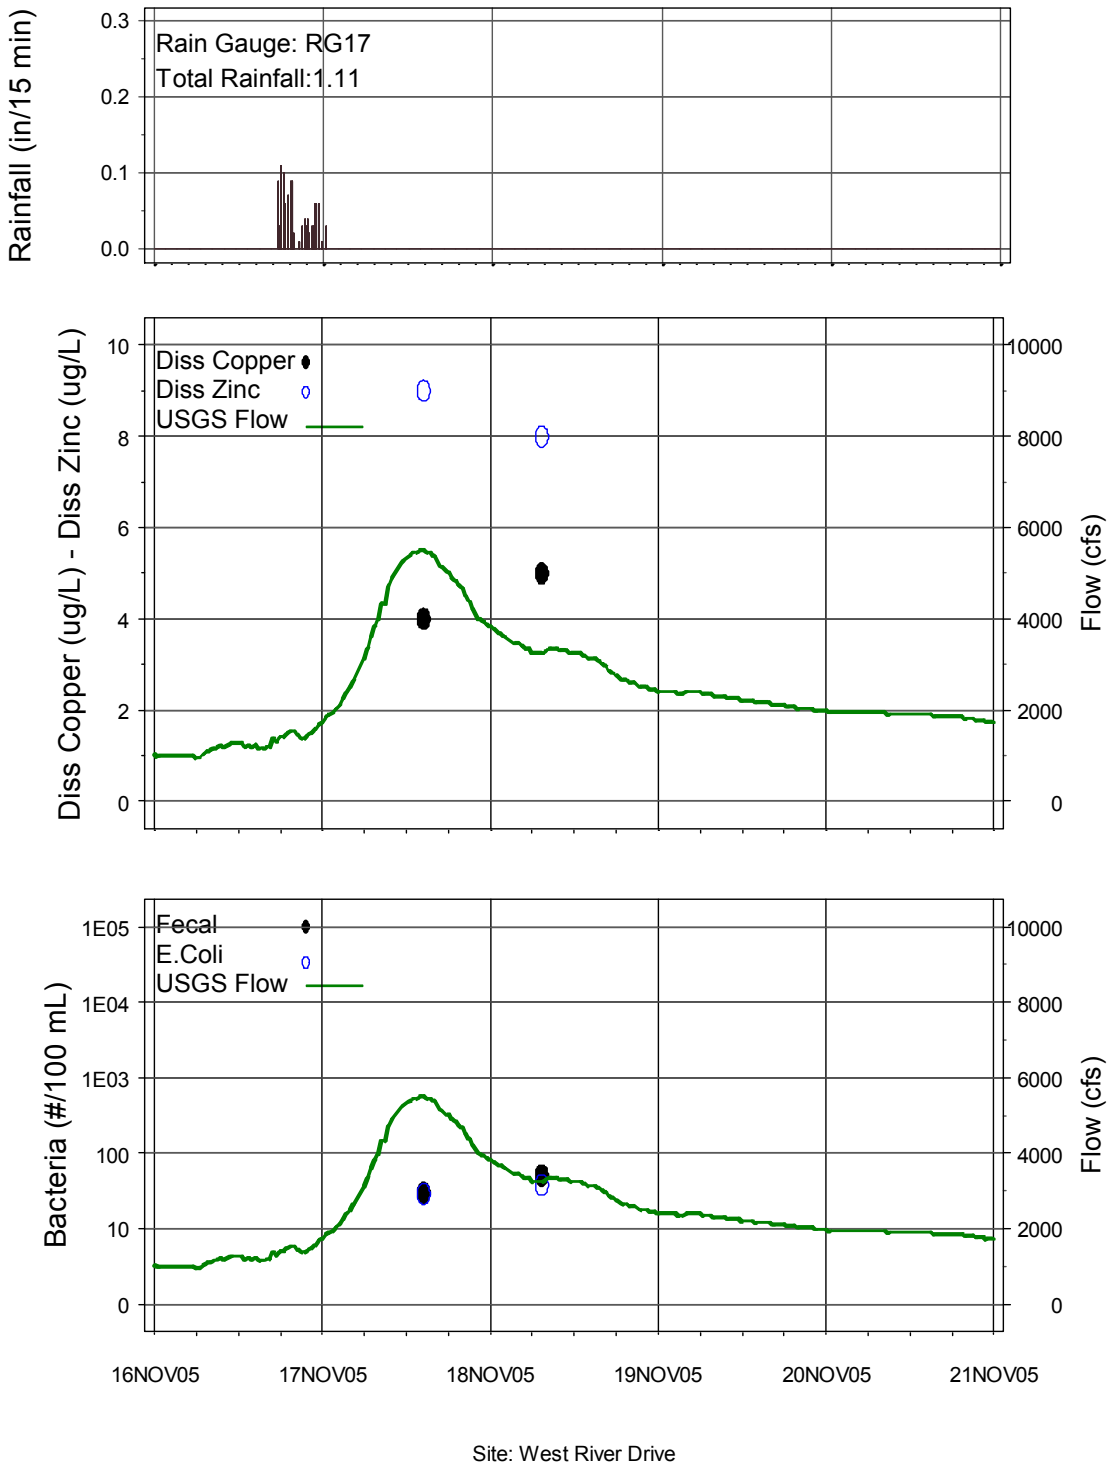 Rainfall (in/15 min)
0.3
0.2
0.1
0.0
Rain Gauge: RG17
Total Rainfall:1.11
Diss Copper (ug/L) - Diss Zinc (ug/L)
10
8
6
4
2
0
Diss Copper
Diss Zinc
USGS Flow
10000
8000
6000
4000
2000
0
Flow (cfs)
Bacteria (#/100 mL)
1E05
1E04
1E03
100
10
0
Fecal
E.Coli
USGS Flow
10000
8000
6000
4000
2000
0
Flow (cfs)
16NOV05 17NOV05 18NOV05 19NOV05 20NOV05 21NOV05
Site: West River Drive